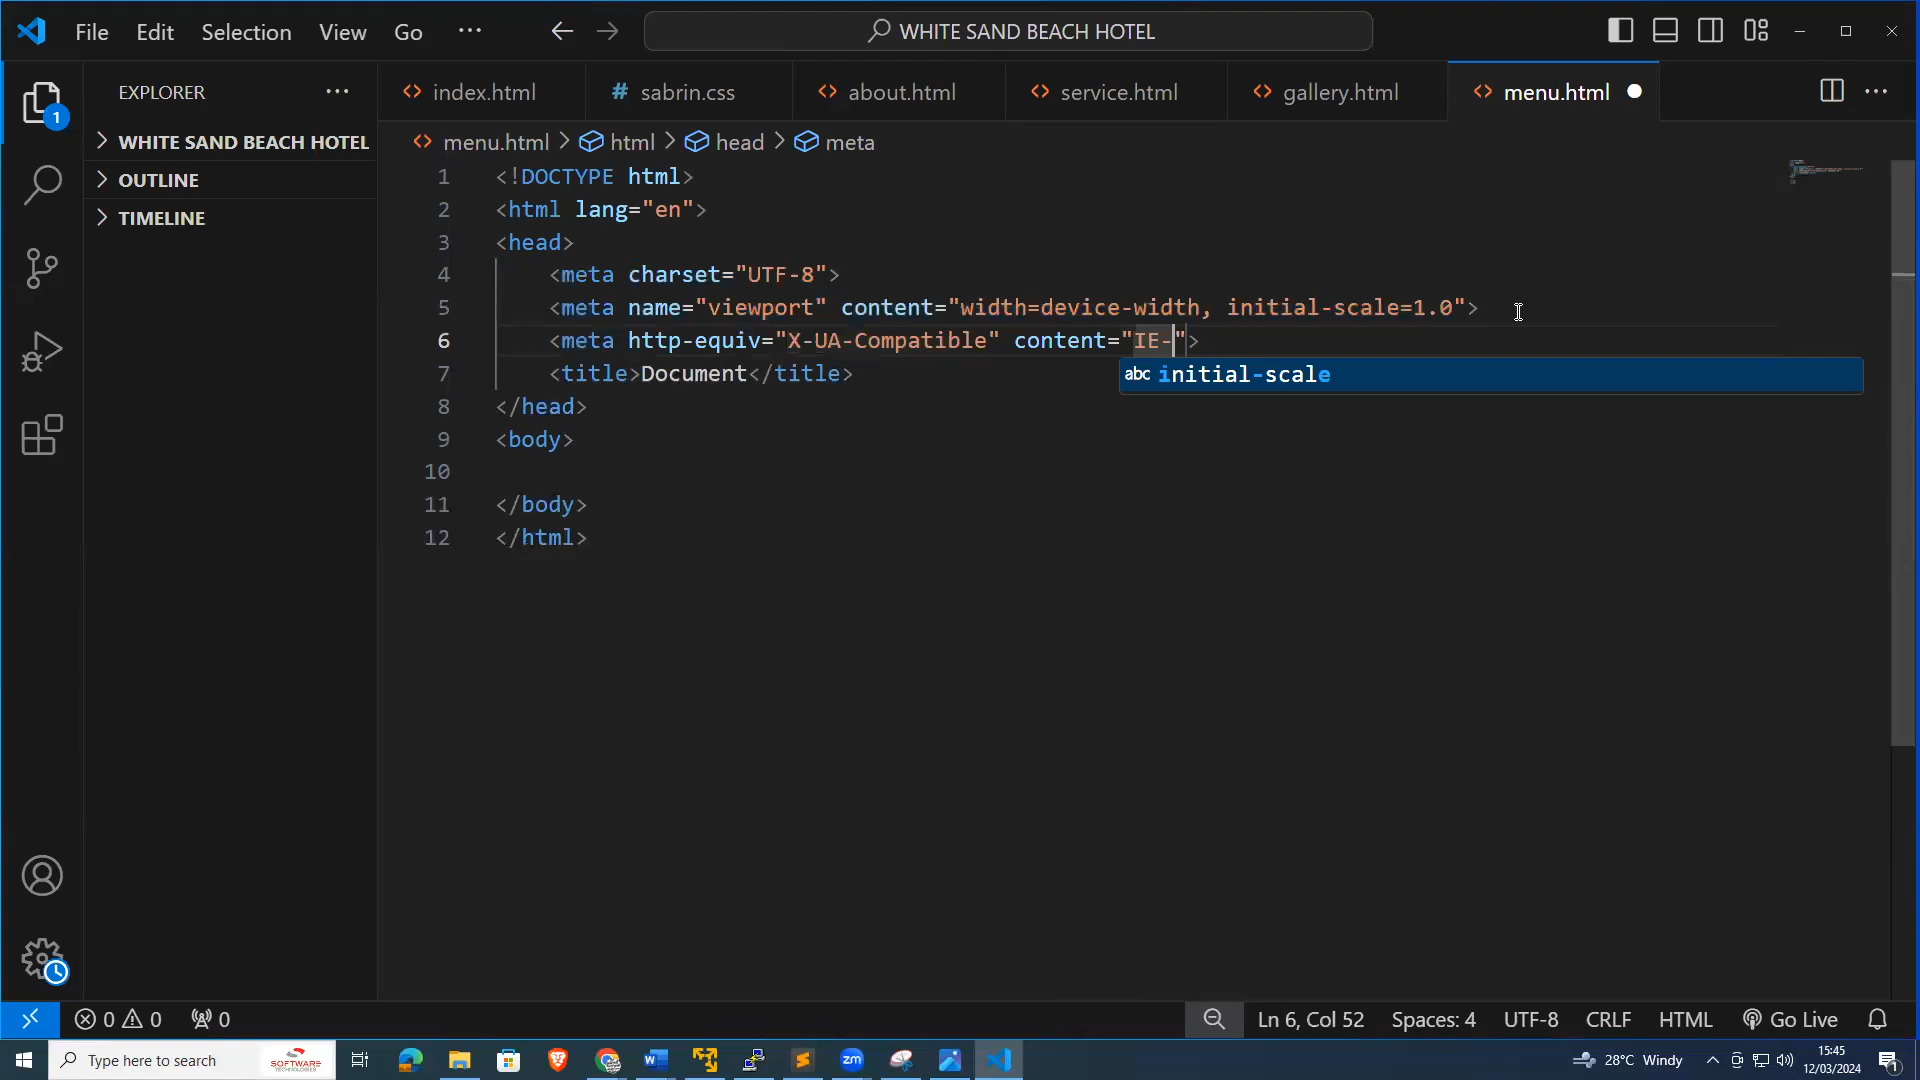 File Edit Selection View Go ··· WHITE SAND BEACH HOTEL
EXPLORER ···
index.html # sabrin.css about.html service.html gallery.html menu.html ● ···
1
WHITE SAND BEACH HOTEL
OUTLINE
TIMELINE
menu.html > html > head > meta
1 <!DOCTYPE html>
2 <html lang="en">
3 <head>
4 <meta charset="UTF-8">
5 <meta name="viewport" content="width=device-width, initial-scale=1.0">
6 <meta http-equiv="X-UA-Compatible" content="IE-">
abc initial-scale
7 <title>Document</title>
8 </head>
9 <body>
10
11 </body>
12 </html>
0 0 0 Ln 6, Col 52 Spaces: 4 UTF-8 CRLF HTML Go Live
Type here to search SOFTWARE TECHNOLOGIES W zm 28°C Windy 15:45
12/03/2024 1